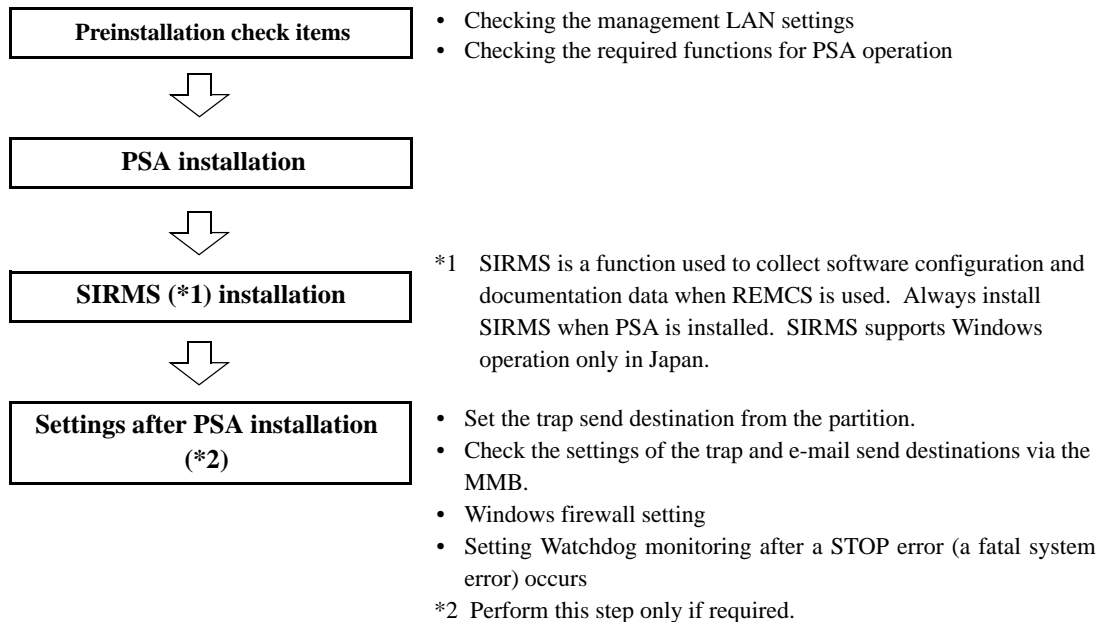 Preinstallation check items
• Checking the management LAN settings
• Checking the required functions for PSA operation
PSA installation
SIRMS (*1) installation
*1 SIRMS is a function used to collect software configuration and
documentation data when REMCS is used. Always install
SIRMS when PSA is installed. SIRMS supports Windows
operation only in Japan.
Settings after PSA installation
(*2)
• Set the trap send destination from the partition.
• Check the settings of the trap and e-mail send destinations via the
MMB.
• Windows firewall setting
• Setting Watchdog monitoring after a STOP error (a fatal system
error) occurs
*2 Perform this step only if required.